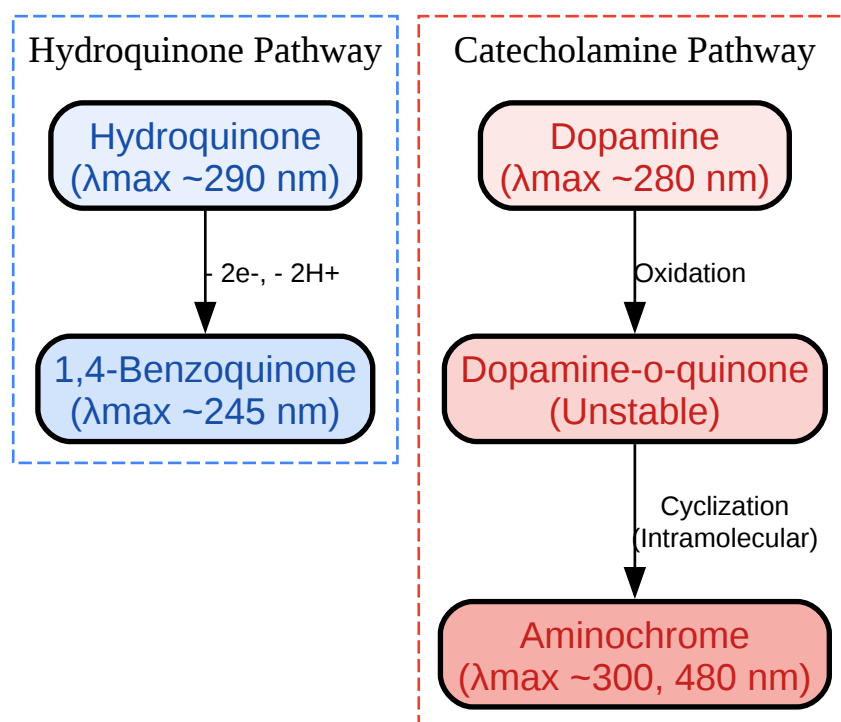 Hydroquinone Pathway
Hydroquinone
(λmax ~290 nm)
- 2e-, - 2H+
1,4-Benzoquinone
(λmax ~245 nm)
Catecholamine Pathway
Dopamine
(λmax ~280 nm)
Oxidation
Dopamine-o-quinone
(Unstable)
Cyclization
(Intramolecular)
Aminochrome
(λmax ~300, 480 nm)